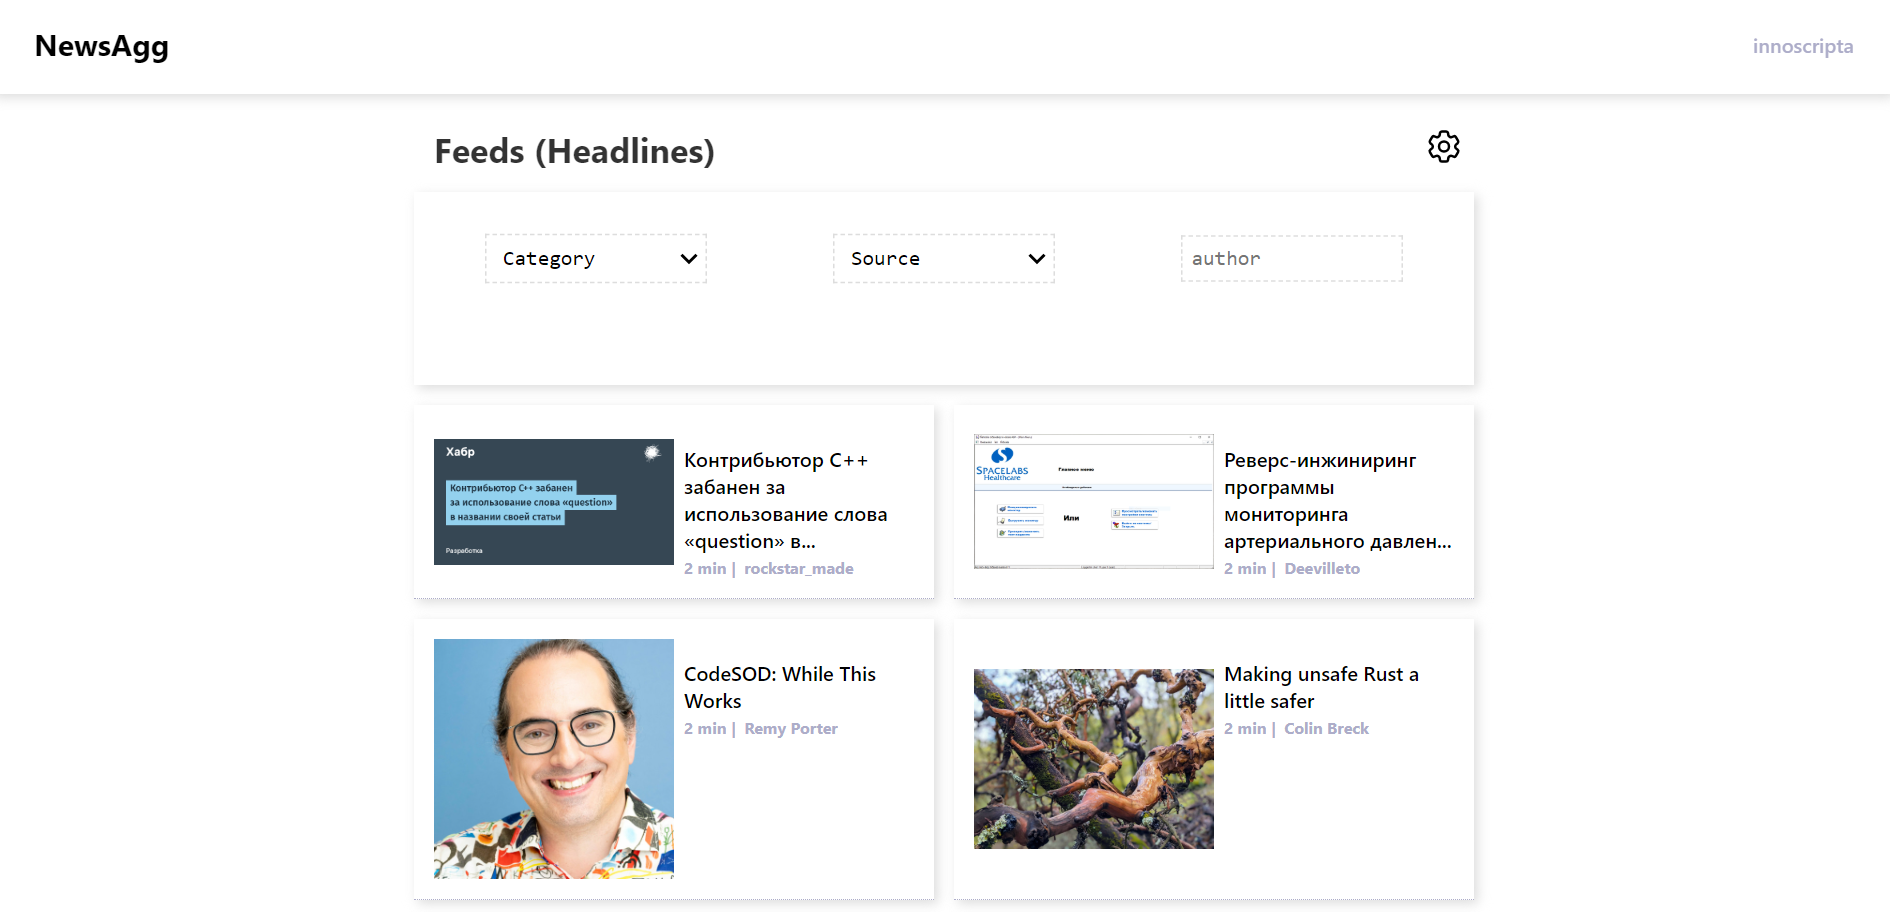 NewsAgg
innoscripta
Feeds (Headlines)
Category
Source
author
Хабр
Контрибьютор C++ забанен
за использование слова «question»
в названии своей статьи
Разработка
Контрибьютор C++
забанен за
использование слова
«question» в...
2 min | rockstar_made
SPACELABS
Healthcare
Главное меню
Или
Реверс-инжиниринг
программы
мониторинга
артериального давлен...
2 min | Deevilleto
CodeSOD: While This
Works
2 min | Remy Porter
Making unsafe Rust a
little safer
2 min | Colin Breck